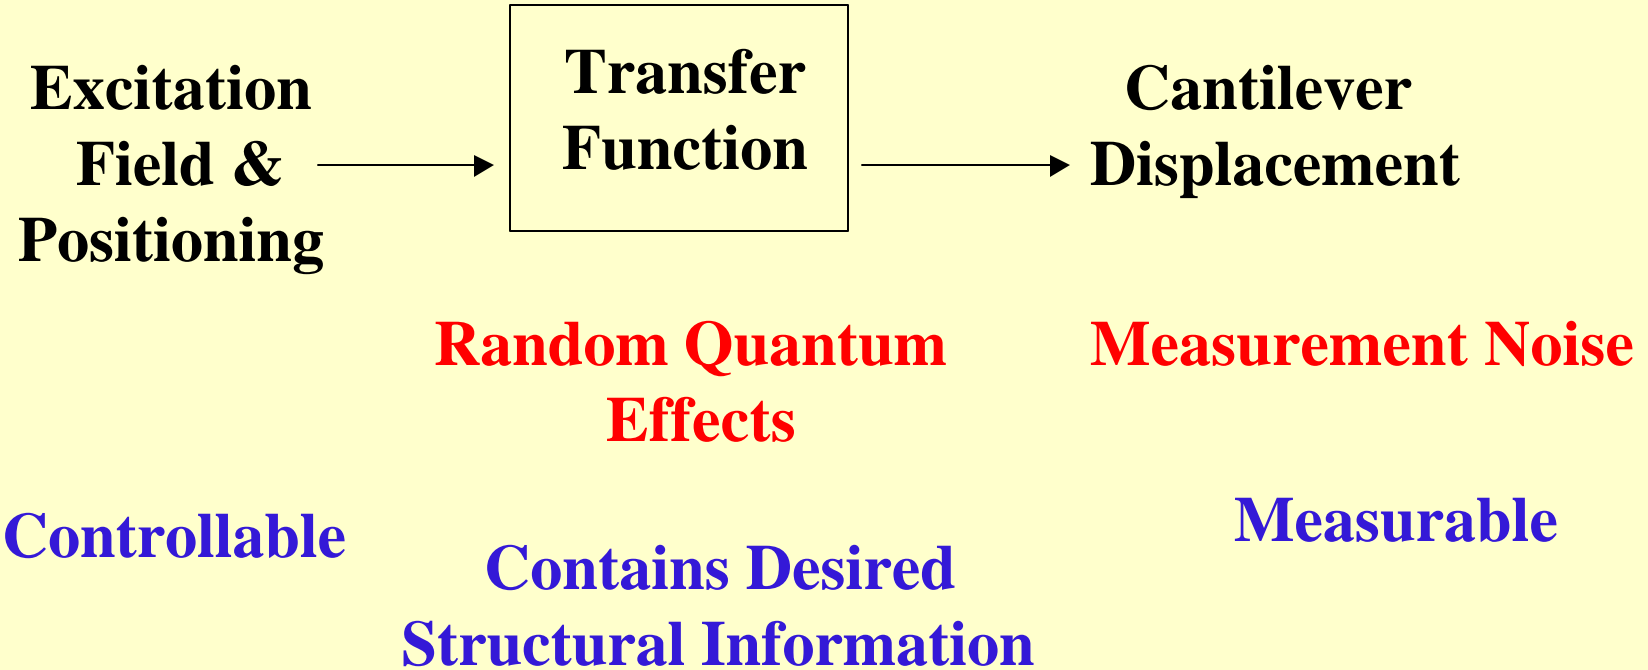 Excitation
Field &
Positioning
Transfer
Function
Cantilever
Displacement
Random Quantum
Effects
Measurement Noise
Controllable
Contains Desired
Structural Information
Measurable